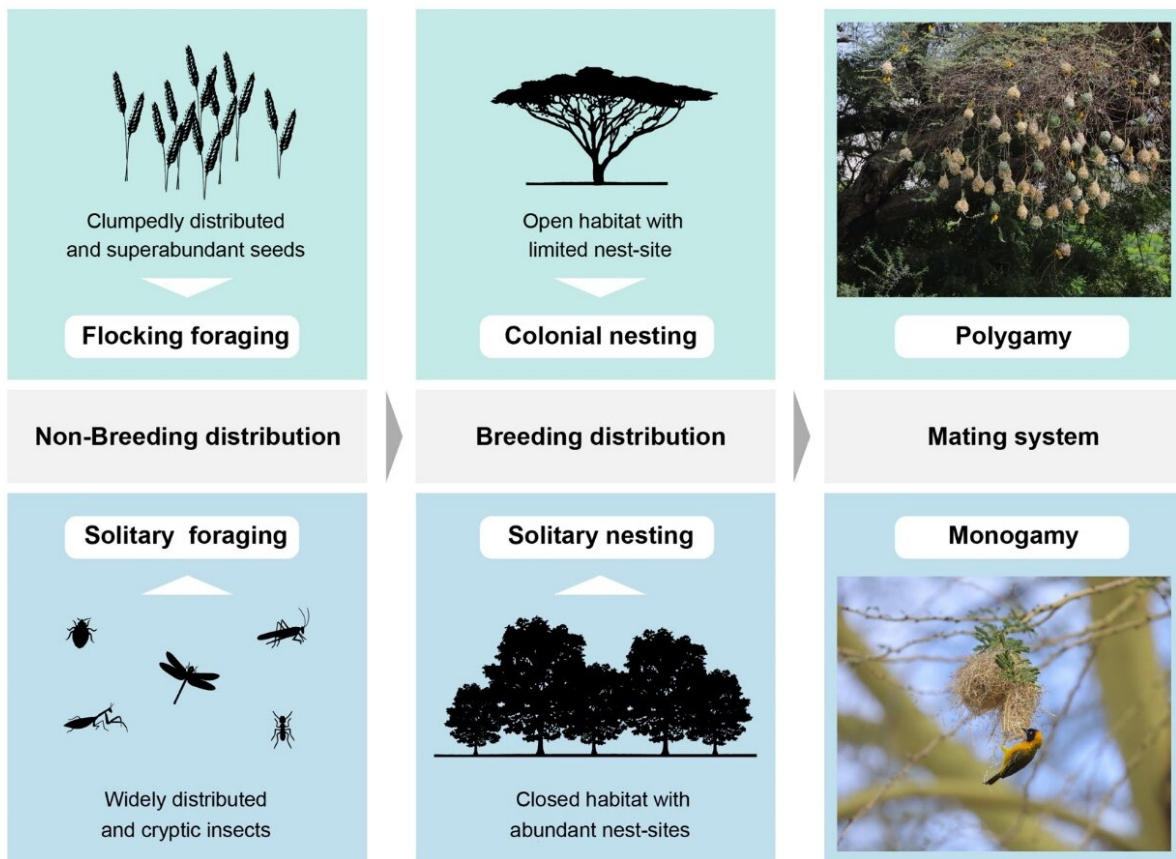 Clumpedly distributed
and superabundant seeds
Flocking foraging
Open habitat with
limited nest-site
Colonial nesting
Polygamy
Non-Breeding distribution
Breeding distribution
Mating system
Solitary foraging
Solitary nesting
Monogamy
Widely distributed
and cryptic insects
Closed habitat with
abundant nest-sites